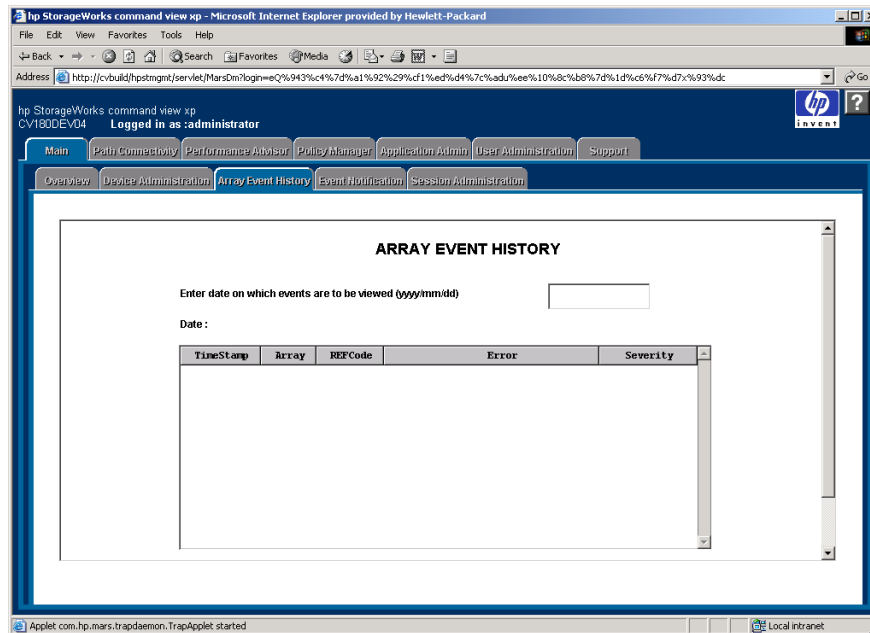 hp StorageWorks command view xp - Microsoft Internet Explorer provided by Hewlett-Packard
File Edit View Favorites Tools Help
Back Search Favorites Media
Address http://cvbuild/hpstmgmt/servlet/MarsDm?login=eQ%943%c4%7d%a1%92%29%cf1%ed%d4%7c%adu%ee%10%8c%b8%7d%1d%c6%f7%d7x%93%dc Go
hp StorageWorks command view xp
CV180DEV04 Logged in as :administrator
hp
invent
?
Main Path Connectivity Performance Advisor Policy Manager Application Admin User Administration Support
Overview Device Administration Array Event History Event Notification Session Administration
ARRAY EVENT HISTORY
Enter date on which events are to be viewed (yyyy/mm/dd)
Date :
TimeStamp Array REFCode Error Severity
Applet com.hp.mars.trapdaemon.TrapApplet started Local intranet